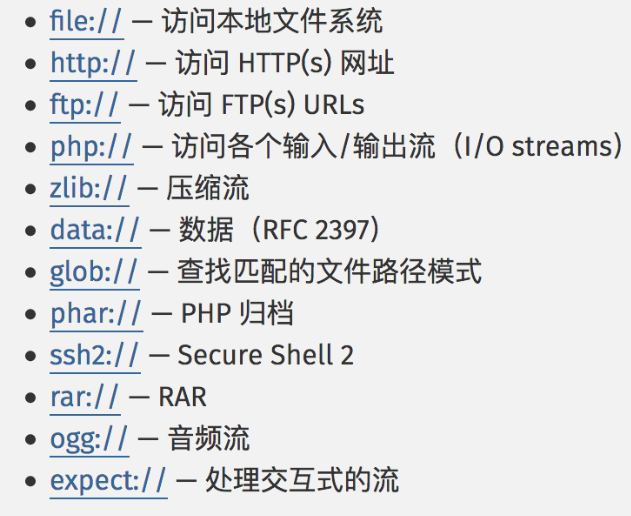 • file:// — 访问本地文件系统
• http:// — 访问 HTTP(s) 网址
• ftp:// — 访问 FTP(s) URLs
• php:// — 访问各个输入/输出流（I/O streams）
• zlib:// — 压缩流
• data:// — 数据（RFC 2397）
• glob:// — 查找匹配的文件路径模式
• phar:// — PHP 归档
• ssh2:// — Secure Shell 2
• rar:// — RAR
• ogg:// — 音频流
• expect:// — 处理交互式的流